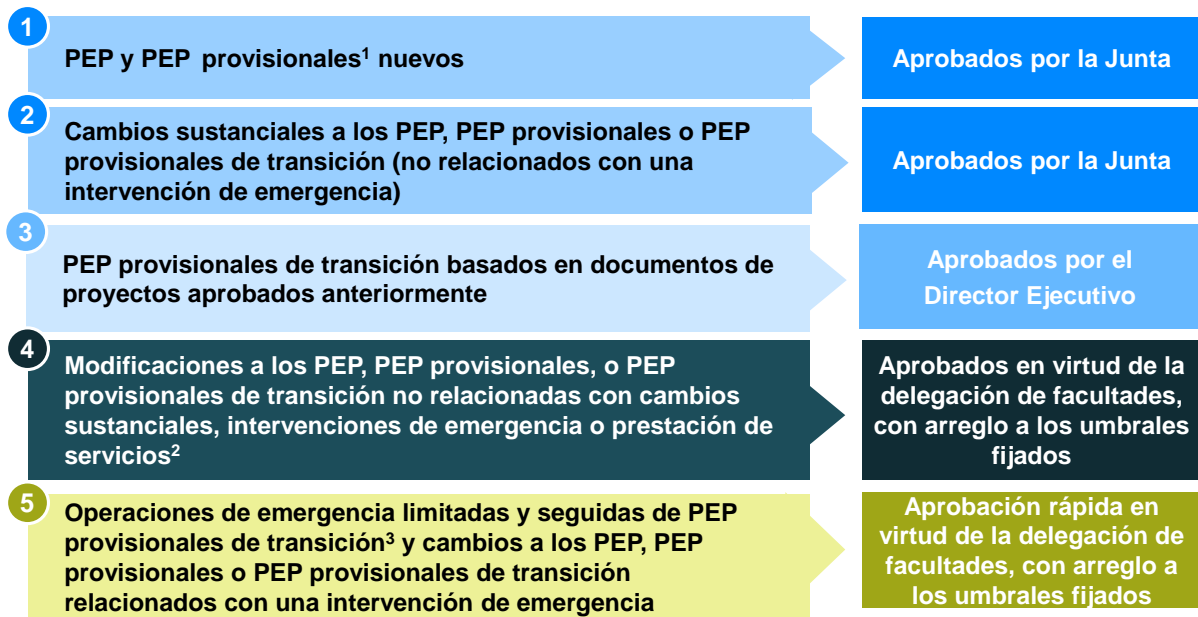 1
PEP y PEP provisionales¹ nuevos
Aprobados por la Junta
2
Cambios sustanciales a los PEP, PEP provisionales o PEP
provisionales de transición (no relacionados con una
intervención de emergencia)
Aprobados por la Junta
3
PEP provisionales de transición basados en documentos de
proyectos aprobados anteriormente
Aprobados por el
Director Ejecutivo
4
Modificaciones a los PEP, PEP provisionales, o PEP
provisionales de transición no relacionadas con cambios
sustanciales, intervenciones de emergencia o prestación de
servicios²
Aprobados en virtud de la
delegación de facultades,
con arreglo a los umbrales
fijados
5
Operaciones de emergencia limitadas y seguidas de PEP
provisionales de transición³ y cambios a los PEP, PEP
provisionales o PEP provisionales de transición
relacionados con una intervención de emergencia
Aprobación rápida en
virtud de la delegación de
facultades, con arreglo a
los umbrales fijados